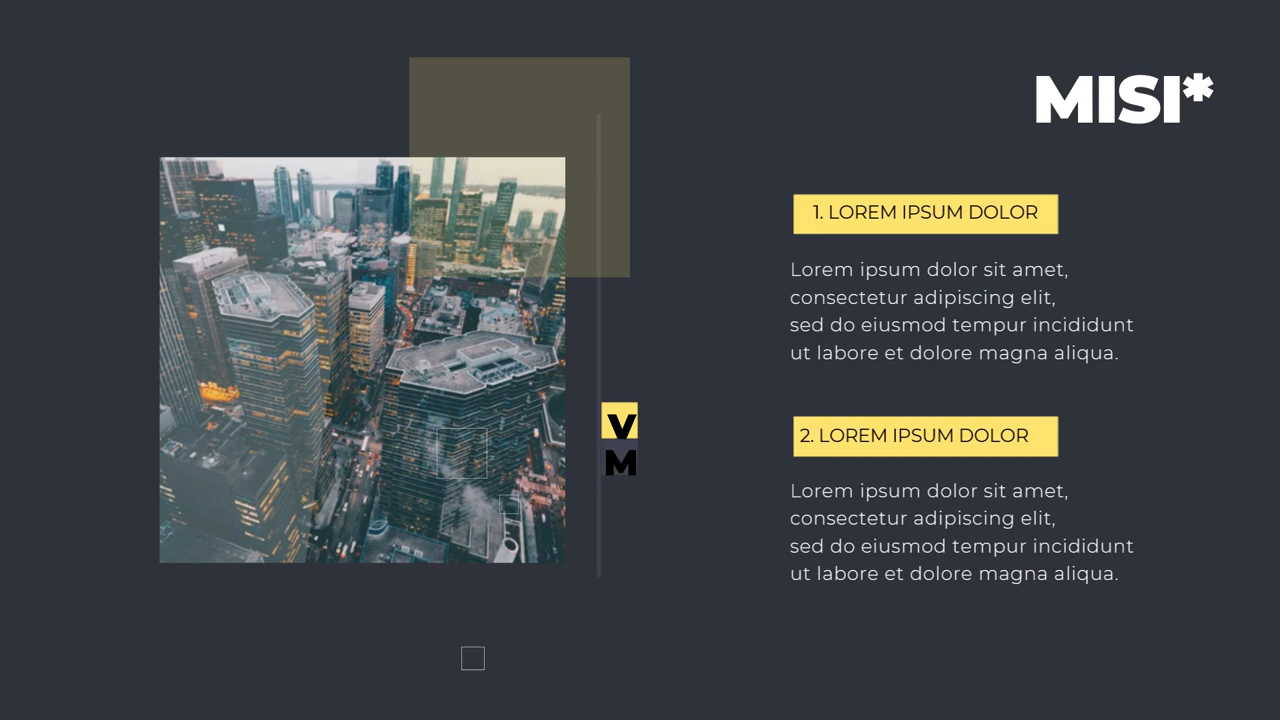 MISI*
1. LOREM IPSUM DOLOR
Lorem ipsum dolor sit amet,
consectetur adipiscing elit,
sed do eiusmod tempur incididunt
ut labore et dolore magna aliqua.
V
M
2. LOREM IPSUM DOLOR
Lorem ipsum dolor sit amet,
consectetur adipiscing elit,
sed do eiusmod tempur incididunt
ut labore et dolore magna aliqua.